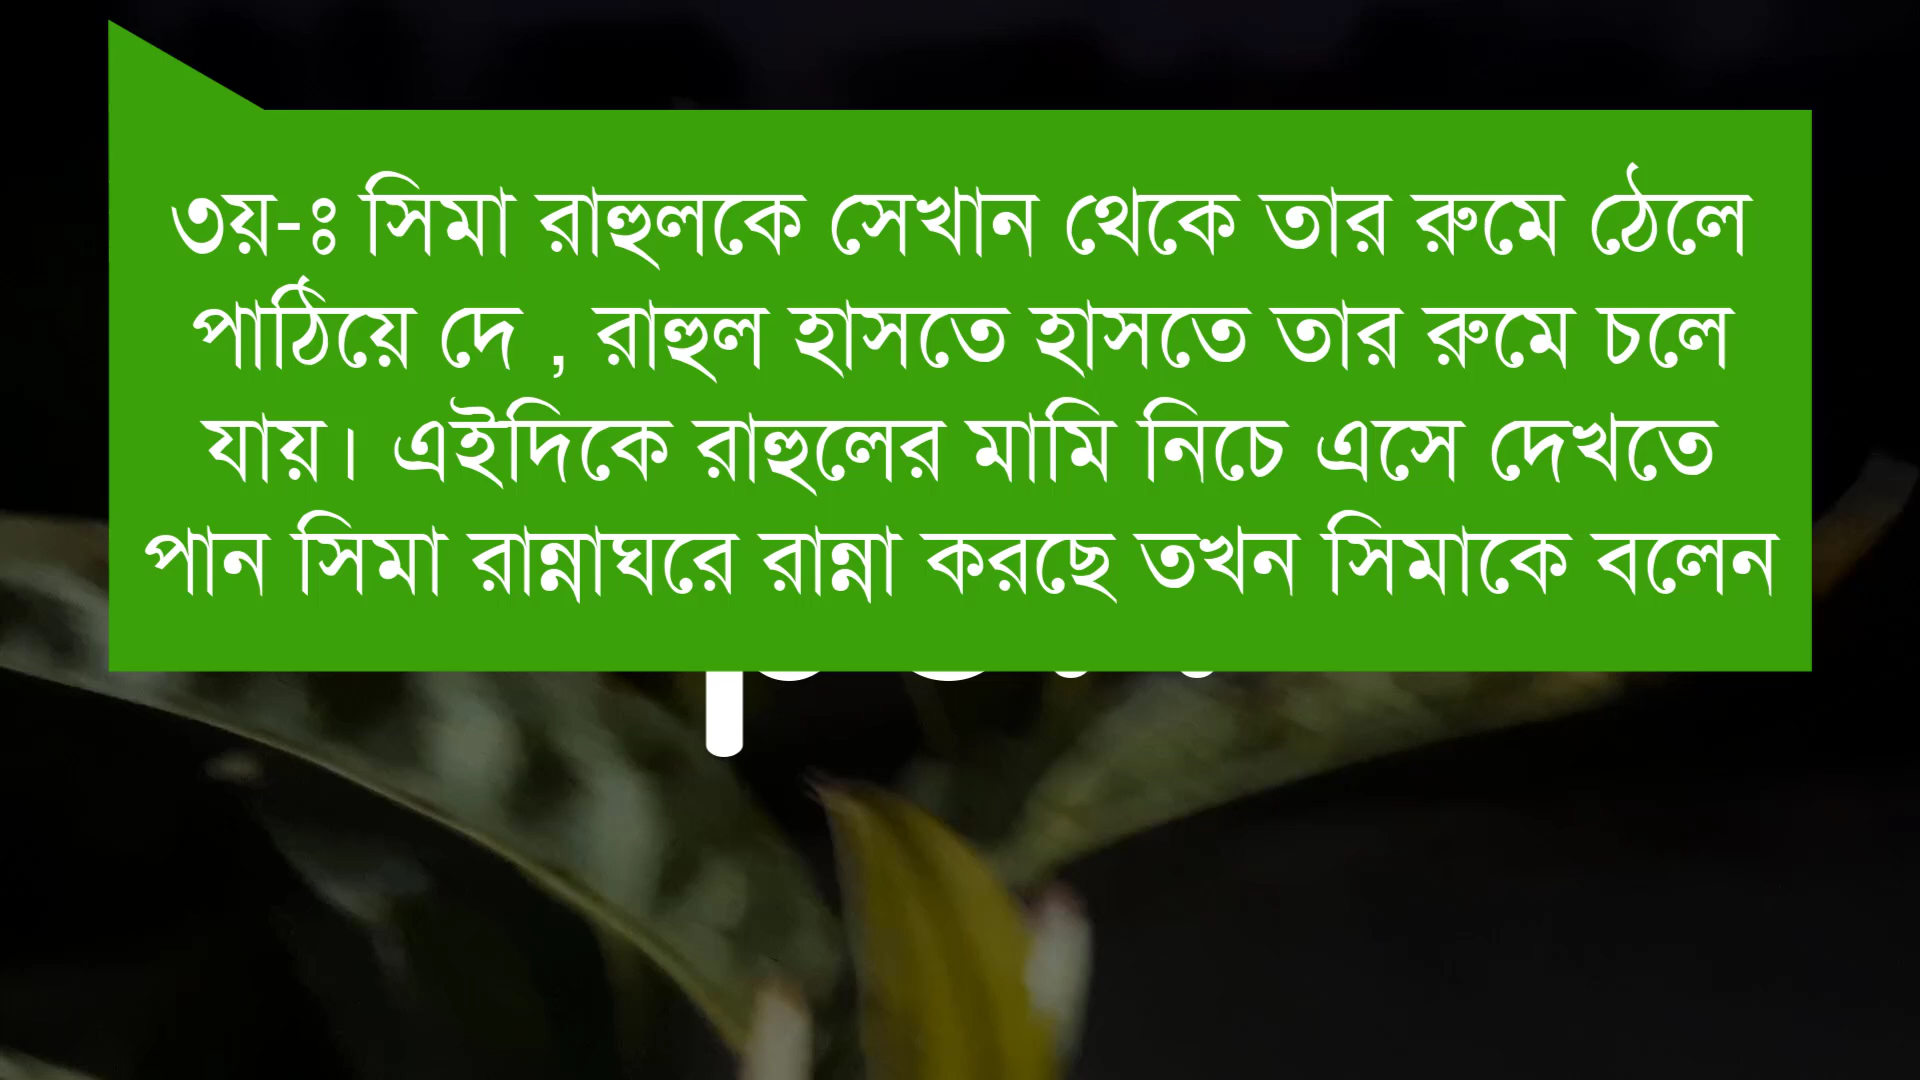 ৩য়-ঃ সিমা রাহুলকে সেখান থেকে তার রুমে ঠেলে
পাঠিয়ে দে , রাহুল হাসতে হাসতে তার রুমে চলে
যায়। এইদিকে রাহুলের মামি নিচে এসে দেখতে
পান সিমা রান্নাঘরে রান্না করছে তখন সিমাকে বলেন